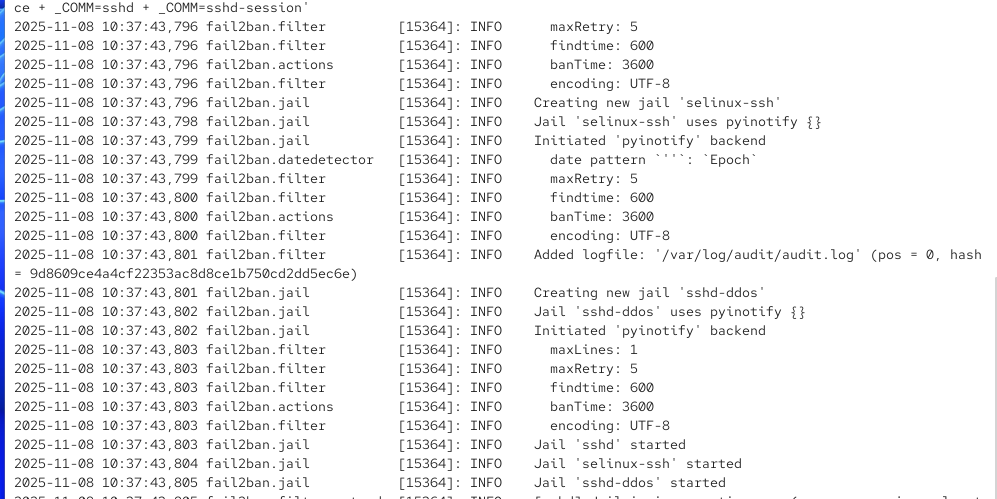 ce + _COMM=sshd + _COMM=sshd-session'
2025-11-08 10:37:43,796 fail2ban.filter         [15364]: INFO      maxRetry: 5
2025-11-08 10:37:43,796 fail2ban.filter         [15364]: INFO      findtime: 600
2025-11-08 10:37:43,796 fail2ban.actions        [15364]: INFO      banTime: 3600
2025-11-08 10:37:43,796 fail2ban.filter         [15364]: INFO      encoding: UTF-8
2025-11-08 10:37:43,796 fail2ban.jail           [15364]: INFO    Creating new jail 'selinux-ssh'
2025-11-08 10:37:43,798 fail2ban.jail           [15364]: INFO    Jail 'selinux-ssh' uses pyinotify {}
2025-11-08 10:37:43,799 fail2ban.jail           [15364]: INFO    Initiated 'pyinotify' backend
2025-11-08 10:37:43,799 fail2ban.datedetector   [15364]: INFO      date pattern `'''`: `Epoch`
2025-11-08 10:37:43,799 fail2ban.filter         [15364]: INFO      maxRetry: 5
2025-11-08 10:37:43,800 fail2ban.filter         [15364]: INFO      findtime: 600
2025-11-08 10:37:43,800 fail2ban.actions        [15364]: INFO      banTime: 3600
2025-11-08 10:37:43,800 fail2ban.filter         [15364]: INFO      encoding: UTF-8
2025-11-08 10:37:43,801 fail2ban.filter         [15364]: INFO    Added logfile: '/var/log/audit/audit.log' (pos = 0, hash
= 9d8609ce4a4cf22353ac8d8ce1b750cd2dd5ec6e)
2025-11-08 10:37:43,801 fail2ban.jail           [15364]: INFO    Creating new jail 'sshd-ddos'
2025-11-08 10:37:43,802 fail2ban.jail           [15364]: INFO    Jail 'sshd-ddos' uses pyinotify {}
2025-11-08 10:37:43,802 fail2ban.jail           [15364]: INFO    Initiated 'pyinotify' backend
2025-11-08 10:37:43,803 fail2ban.filter         [15364]: INFO      maxLines: 1
2025-11-08 10:37:43,803 fail2ban.filter         [15364]: INFO      maxRetry: 5
2025-11-08 10:37:43,803 fail2ban.filter         [15364]: INFO      findtime: 600
2025-11-08 10:37:43,803 fail2ban.actions        [15364]: INFO      banTime: 3600
2025-11-08 10:37:43,803 fail2ban.filter         [15364]: INFO      encoding: UTF-8
2025-11-08 10:37:43,803 fail2ban.jail           [15364]: INFO    Jail 'sshd' started
2025-11-08 10:37:43,804 fail2ban.jail           [15364]: INFO    Jail 'selinux-ssh' started
2025-11-08 10:37:43,805 fail2ban.jail           [15364]: INFO    Jail 'sshd-ddos' started